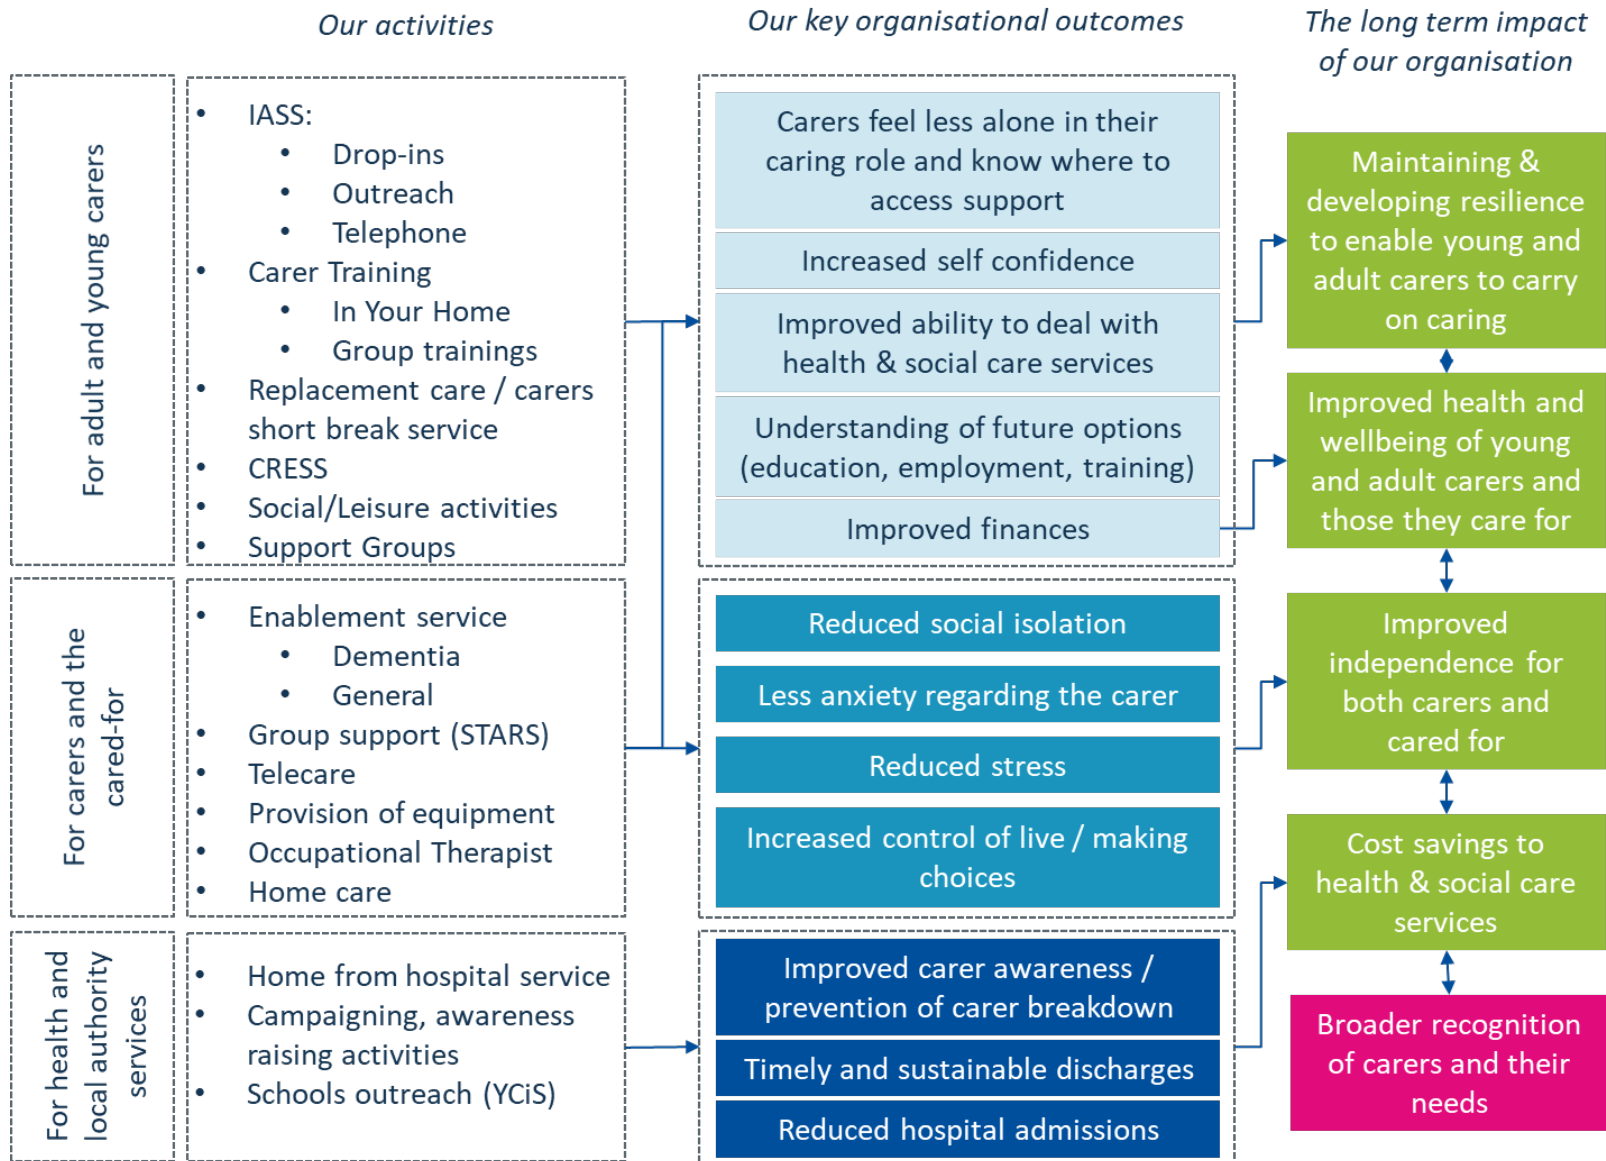 Our activities
Our key organisational outcomes
The long term impact
of our organisation
For adult and young carers
• IASS:
• Drop-ins
• Outreach
• Telephone
• Carer Training
• In Your Home
• Group trainings
• Replacement care / carers
short break service
• CRESS
• Social/Leisure activities
• Support Groups
Carers feel less alone in their
caring role and know where to
access support
Increased self confidence
Improved ability to deal with
health & social care services
Understanding of future options
(education, employment, training)
Improved finances
Maintaining &
developing resilience
to enable young and
adult carers to carry
on caring
Improved health and
wellbeing of young
and adult carers and
those they care for
For carers and the
cared-for
• Enablement service
• Dementia
• General
• Group support (STARS)
• Telecare
• Provision of equipment
• Occupational Therapist
• Home care
Reduced social isolation
Less anxiety regarding the carer
Reduced stress
Increased control of live / making
choices
Improved
independence for
both carers and
cared for
Cost savings to
health & social care
services
For health and
local authority
services
• Home from hospital service
• Campaigning, awareness
raising activities
• Schools outreach (YCiS)
Improved carer awareness /
prevention of carer breakdown
Timely and sustainable discharges
Reduced hospital admissions
Broader recognition
of carers and their
needs